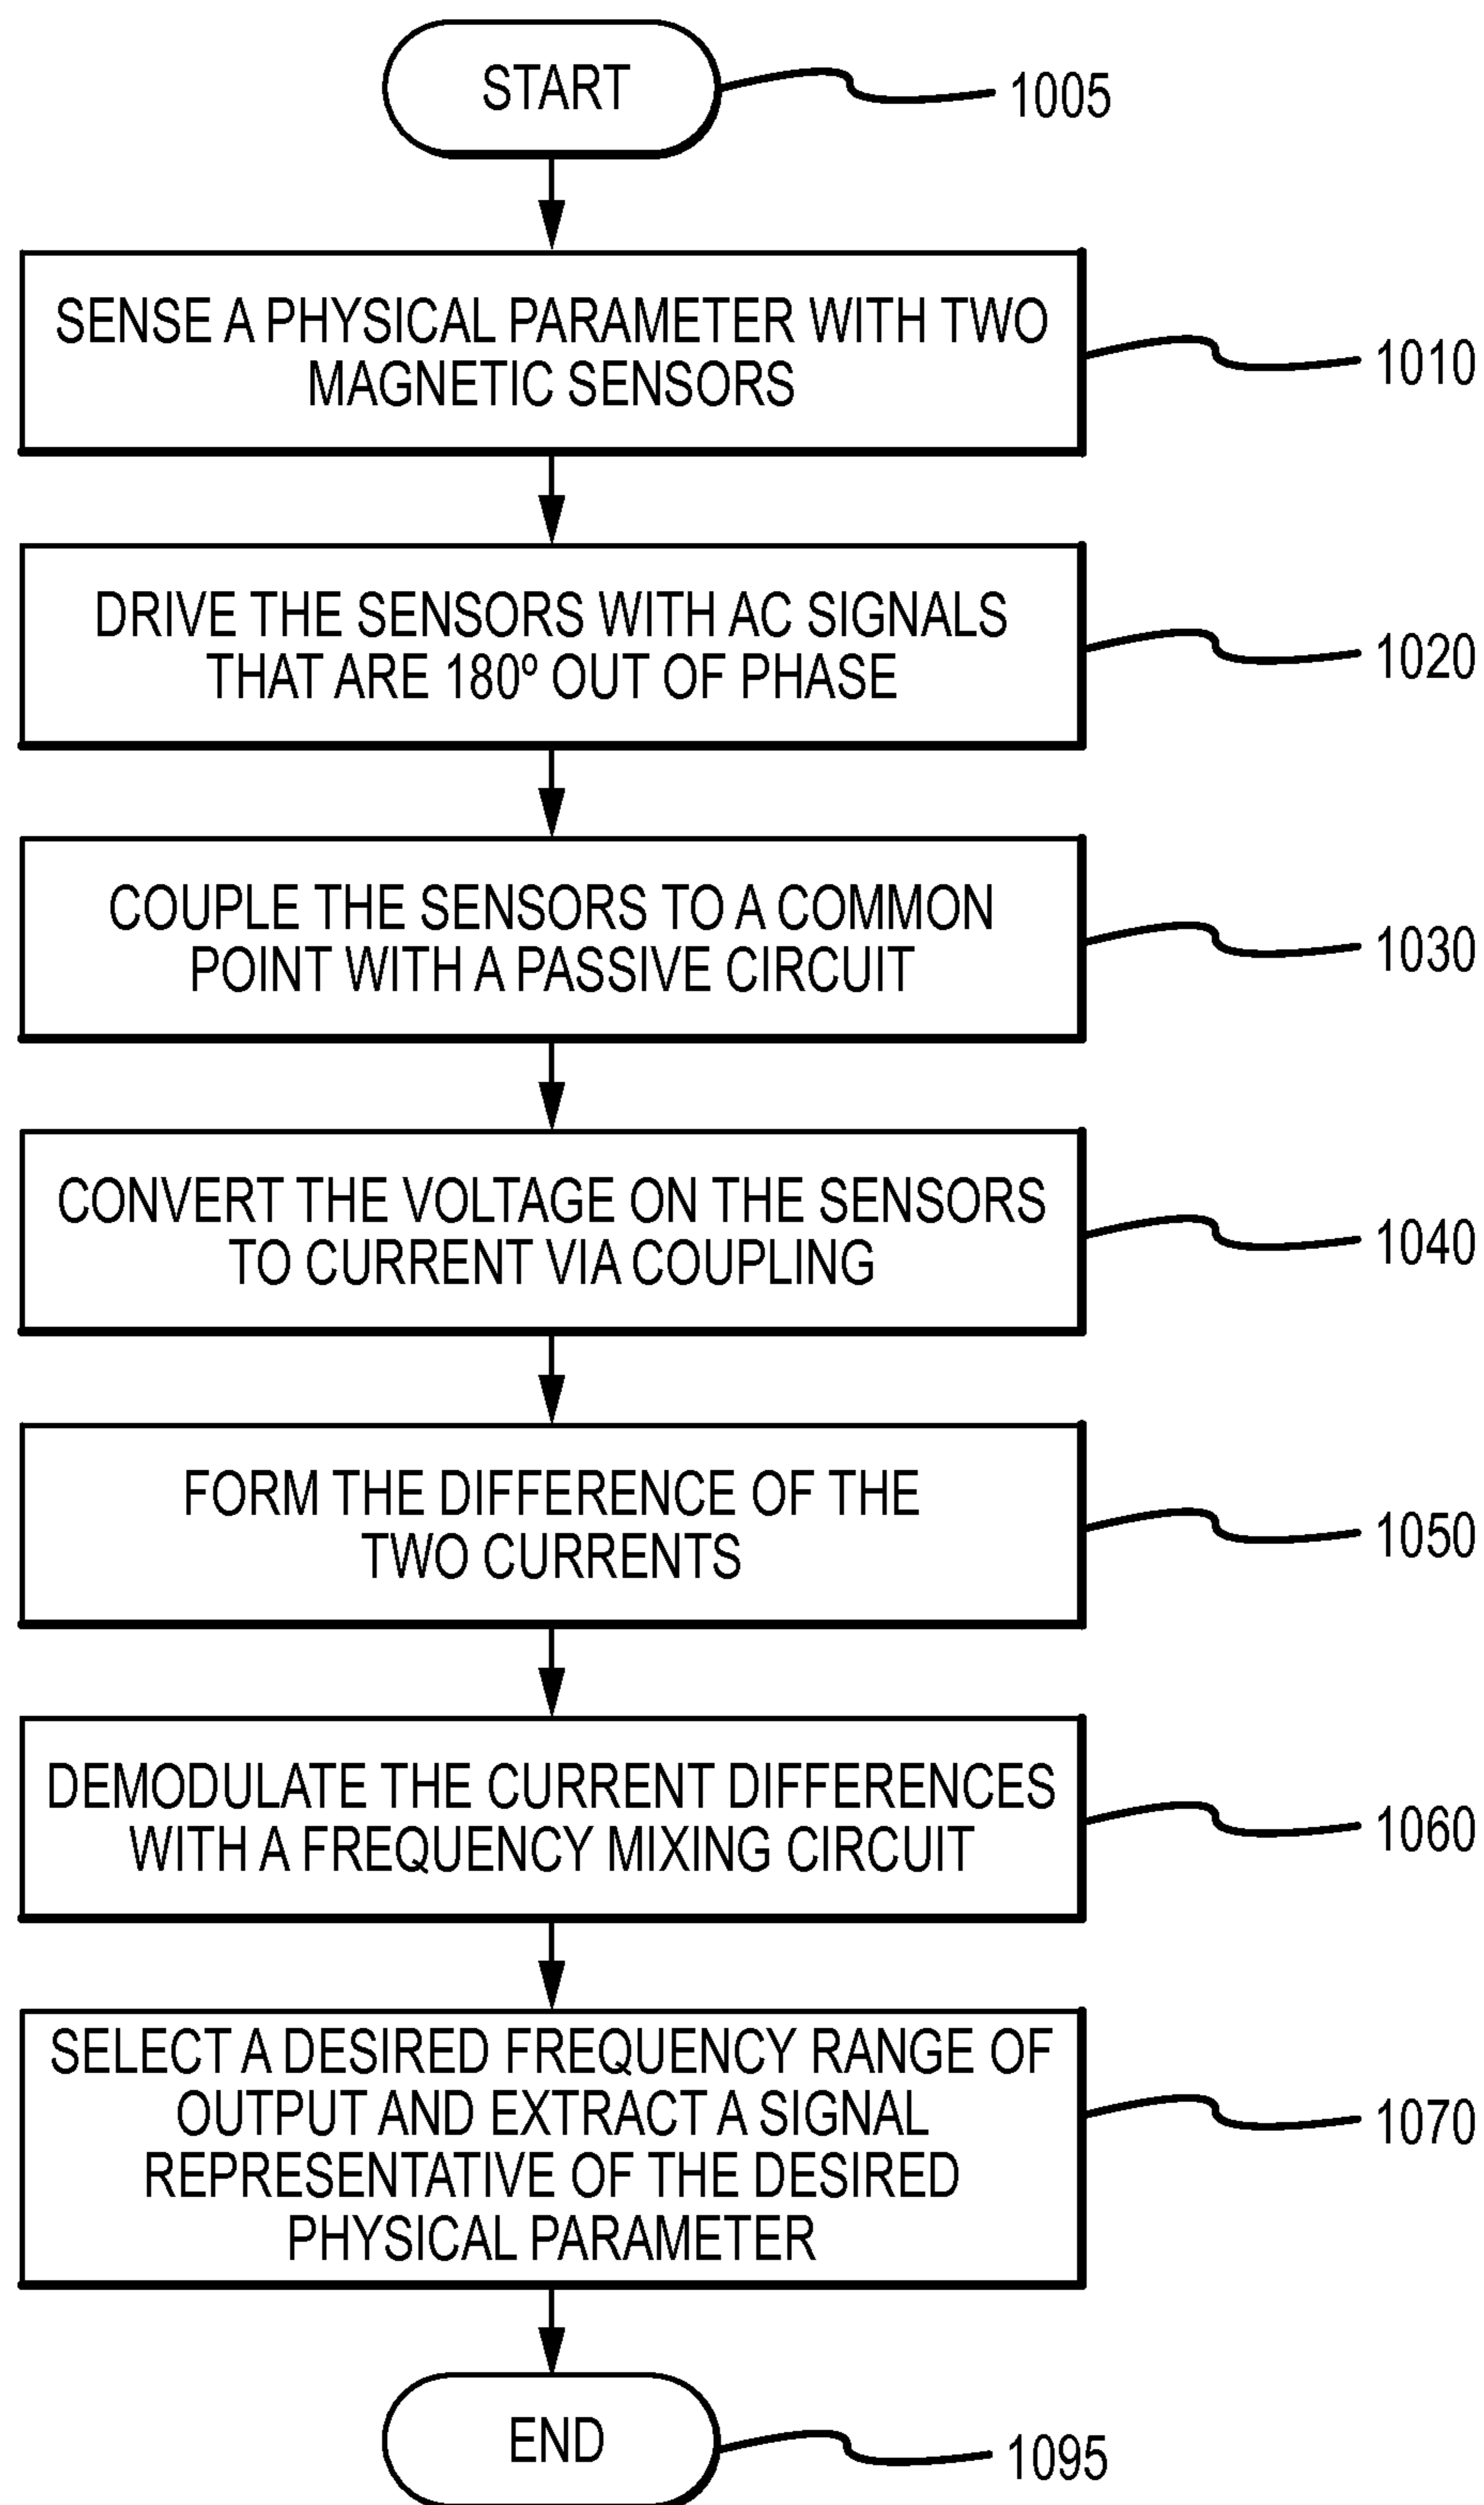 START
1005
SENSE A PHYSICAL PARAMETER WITH TWO
MAGNETIC SENSORS
1010
DRIVE THE SENSORS WITH AC SIGNALS
THAT ARE 180º OUT OF PHASE
1020
COUPLE THE SENSORS TO A COMMON
POINT WITH A PASSIVE CIRCUIT
1030
CONVERT THE VOLTAGE ON THE SENSORS
TO CURRENT VIA COUPLING
1040
FORM THE DIFFERENCE OF THE
TWO CURRENTS
1050
DEMODULATE THE CURRENT DIFFERENCES
WITH A FREQUENCY MIXING CIRCUIT
1060
SELECT A DESIRED FREQUENCY RANGE OF
OUTPUT AND EXTRACT A SIGNAL
REPRESENTATIVE OF THE DESIRED
PHYSICAL PARAMETER
1070
END
1095